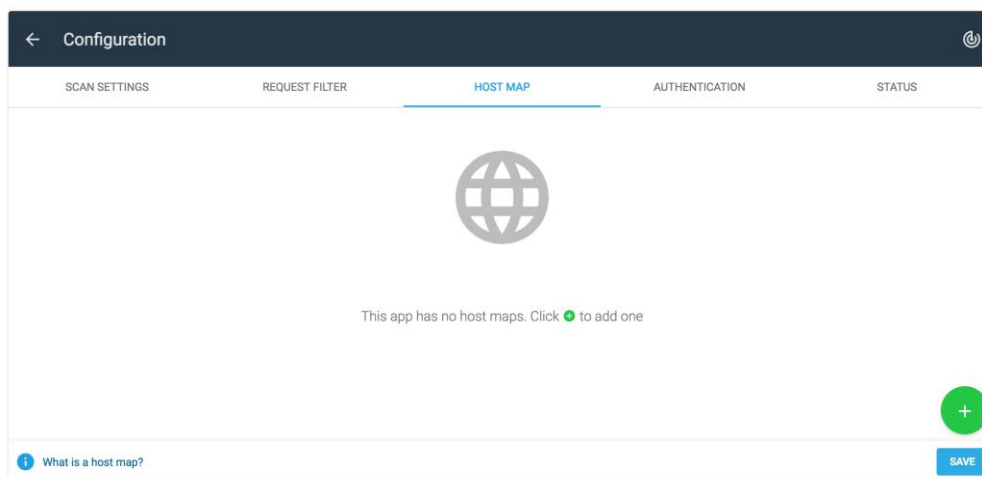 Configuration
SCAN SETTINGS REQUEST FILTER HOST MAP AUTHENTICATION STATUS
This app has no host maps. Click to add one
What is a host map? SAVE